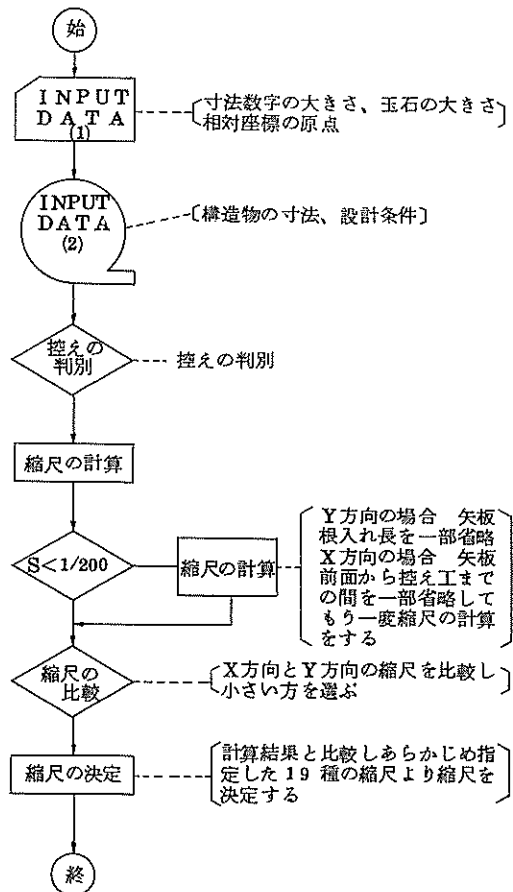 始
INPUT
DATA
(1)
〔寸法数字の大きさ、玉石の大きさ
相対座標の原点〕
INPUT
DATA
(2)
〔構造物の寸法、設計条件〕
控えの
判別
控えの判別
縮尺の計算
S<1/200
縮尺の計算
Y方向の場合 矢板
根入れ長を一部省略
X方向の場合 矢板
前面から控え工まで
の間を一部省略して
もう一変縮尺の計算
をする
縮尺の
比較
〔X方向とY方向の縮尺を比較し
小さい方を選ぶ〕
縮尺の決定
計算結果と比較しあらかじめ指
定した19種の縮尺より縮尺を
決定する
終